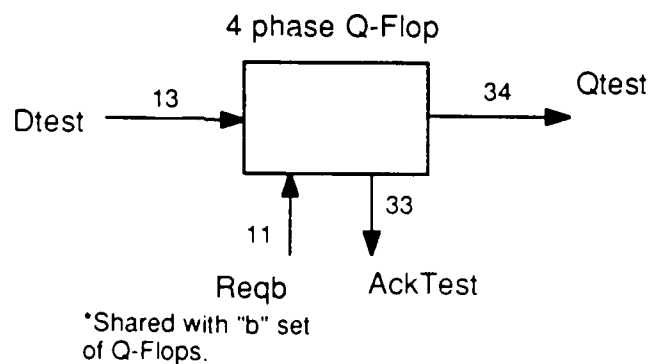 4 phase Q-Flop
13
34
Qtest
Dtest
11
33
Reqb
AckTest
*Shared with "b" set
of Q-Flops.